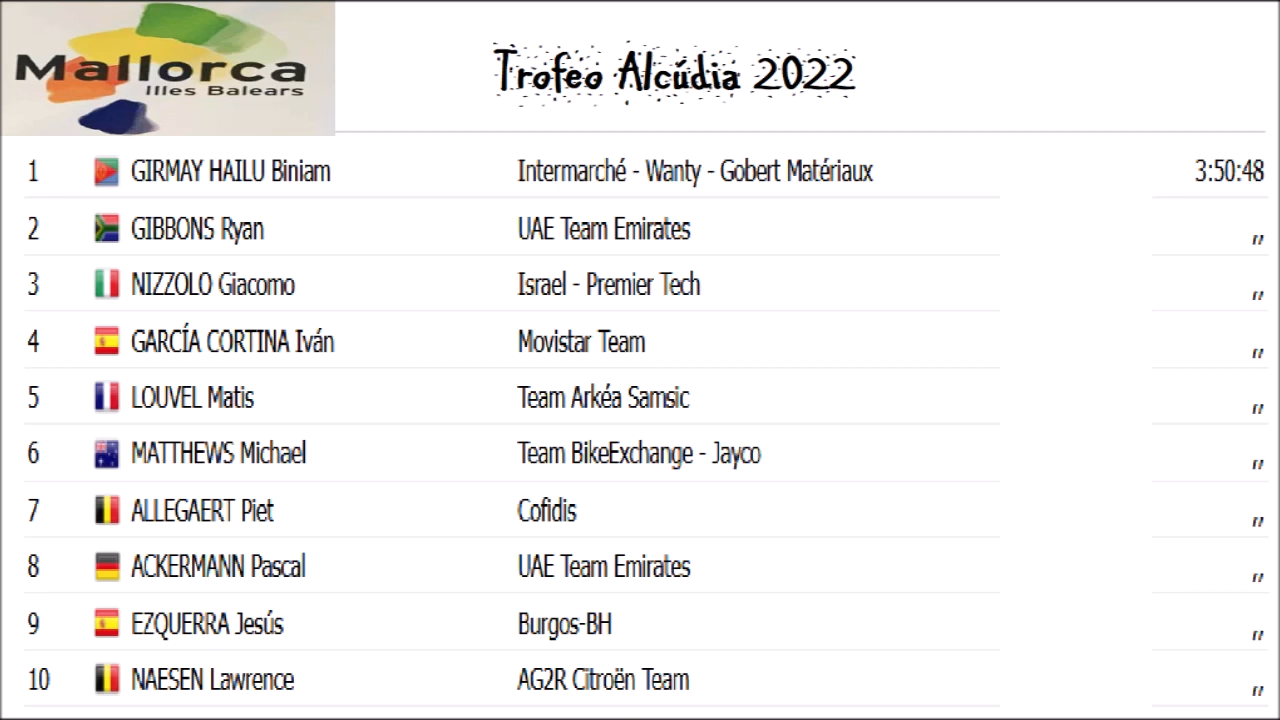 Mallorca
Illes Balears
Trofeo Alcúdia 2022
1 GIRMAY HAILU Biniam Intermarché - Wanty - Gobert Matériaux 3:50:48
2 GIBBONS Ryan UAE Team Emirates ,,
3 NIZZOLO Giacomo Israel - Premier Tech ,,
4 GARCÍA CORTINA Iván Movistar Team ,,
5 LOUVEL Matis Team Arkéa Samsic ,,
6 MATTHEWS Michael Team BikeExchange - Jayco ,,
7 ALLEGAERT Piet Cofidis ,,
8 ACKERMANN Pascal UAE Team Emirates ,,
9 EZQUERRA Jesús Burgos-BH ,,
10 NAESEN Lawrence AG2R Citroën Team ,,